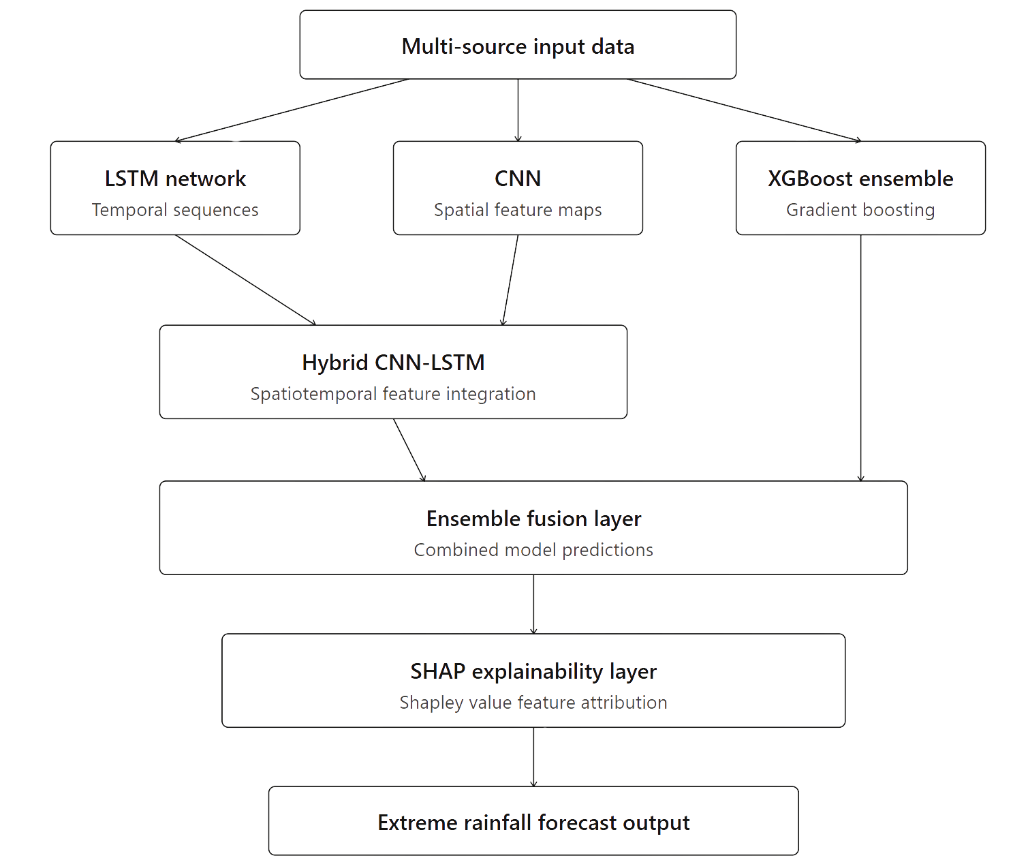 Multi-source input data
LSTM network
Temporal sequences
CNN
Spatial feature maps
XGBoost ensemble
Gradient boosting
Hybrid CNN-LSTM
Spatiotemporal feature integration
Ensemble fusion layer
Combined model predictions
SHAP explainability layer
Shapley value feature attribution
Extreme rainfall forecast output